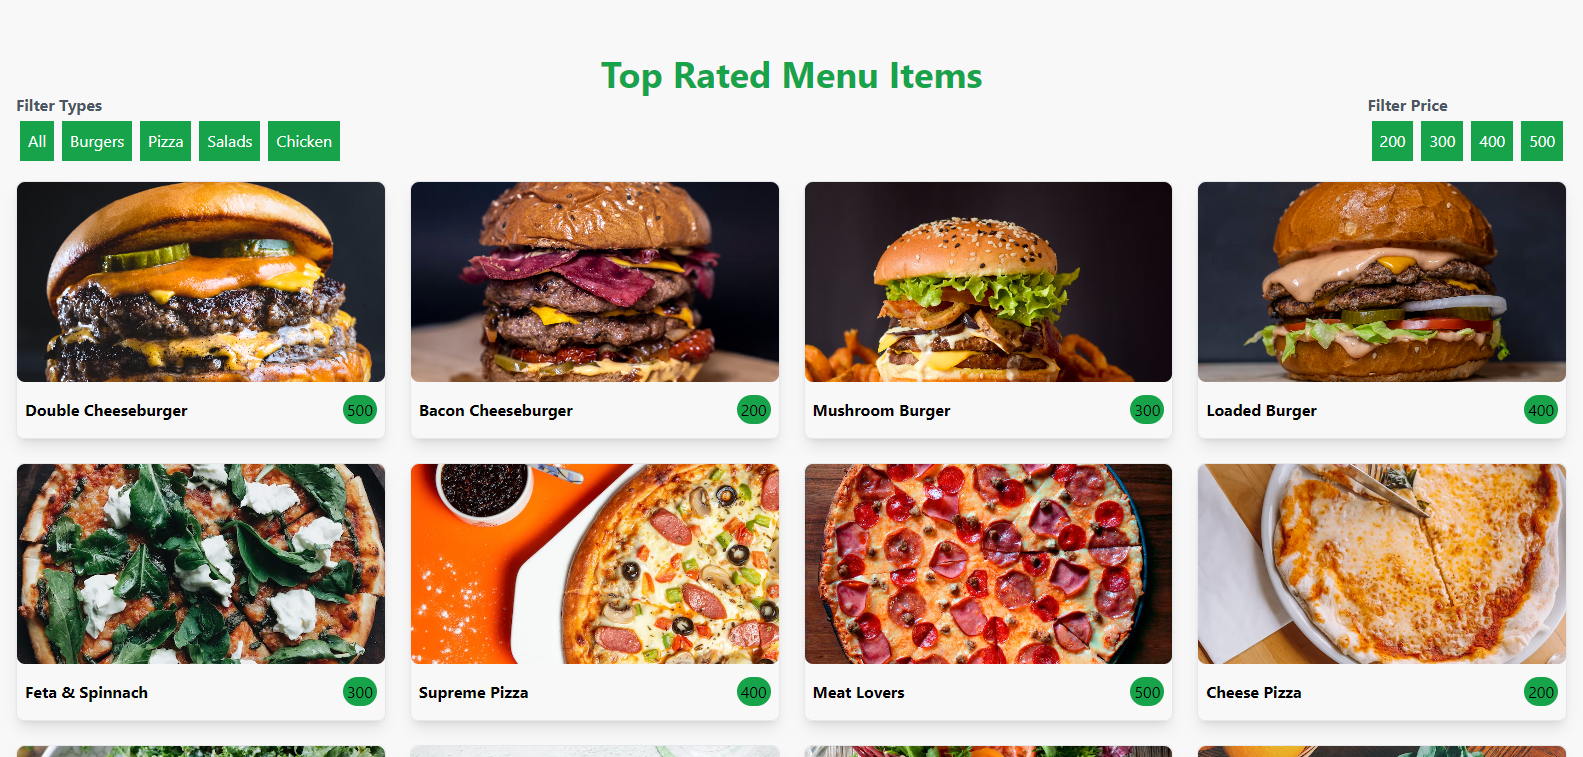 Top Rated Menu Items
Filter Types
Filter Price
All Burgers Pizza Salads Chicken
200 300 400 500
Double Cheeseburger 500
Bacon Cheeseburger 200
Mushroom Burger 300
Loaded Burger 400
Feta & Spinnach 300
Supreme Pizza 400
Meat Lovers 500
Cheese Pizza 200